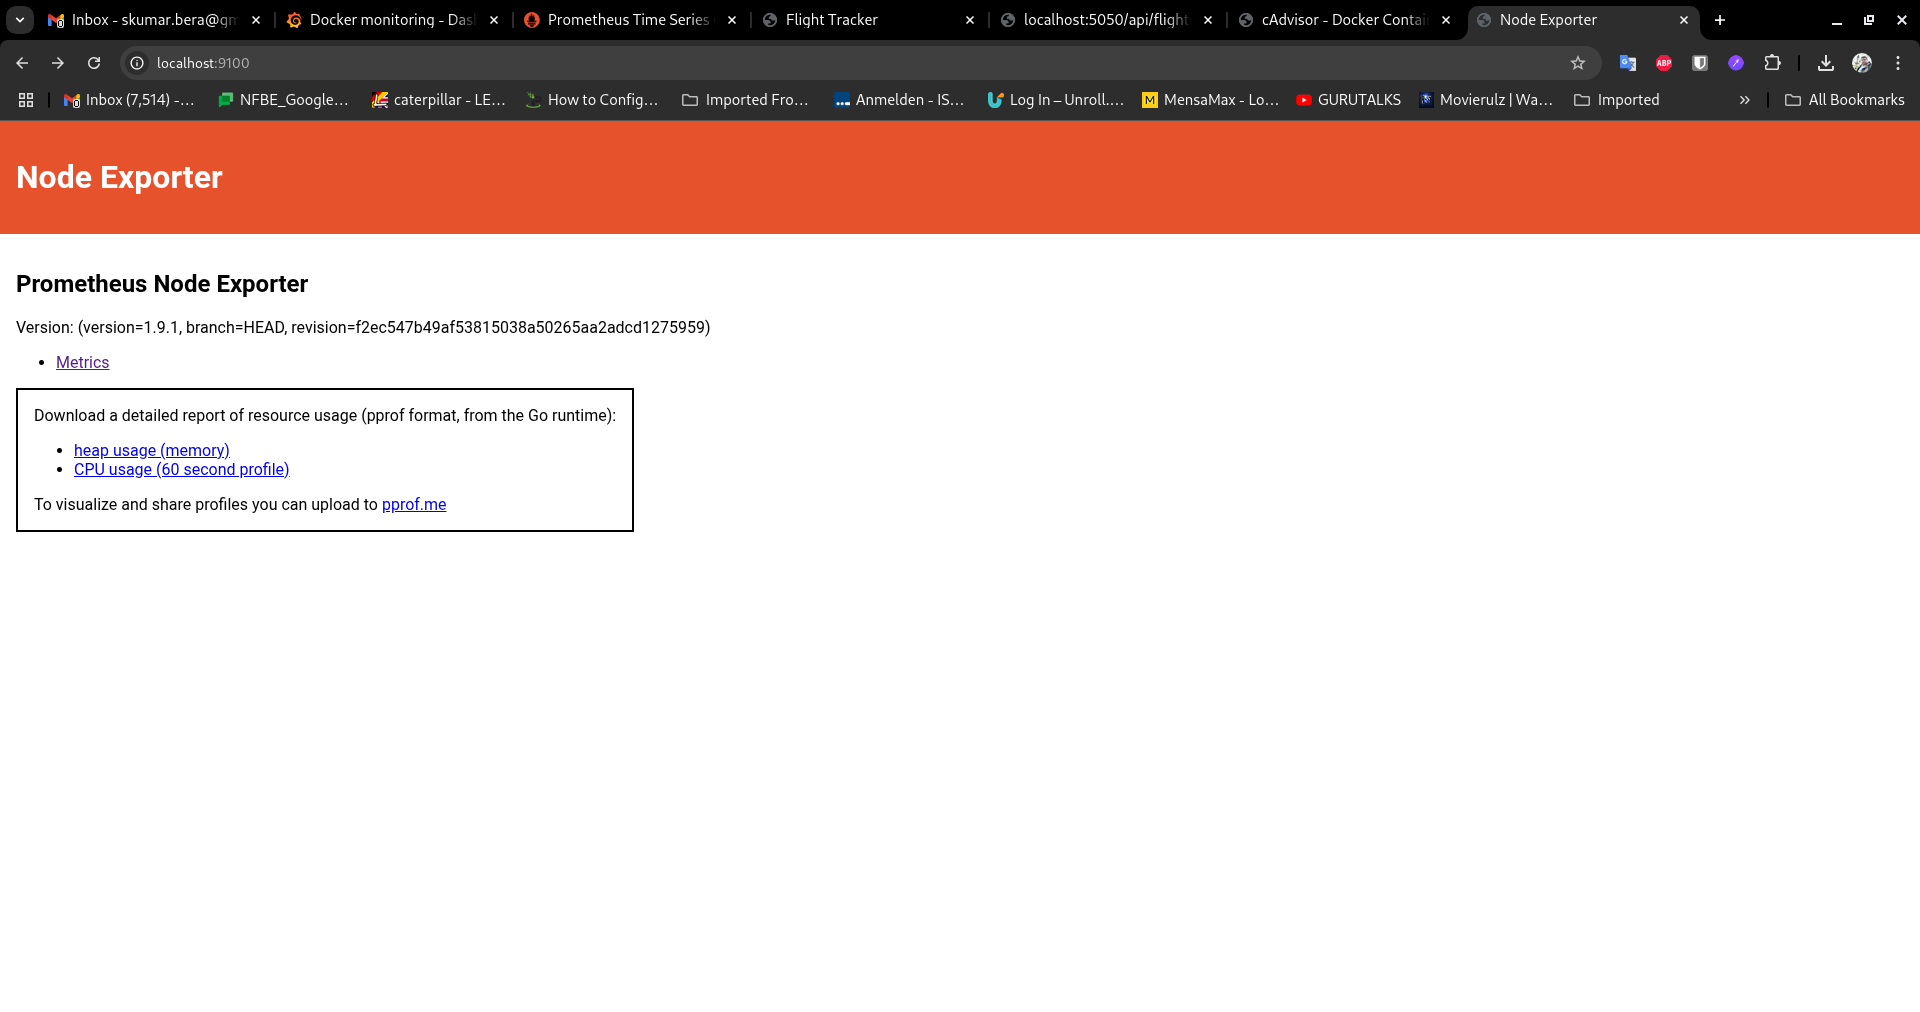 Inbox - skumar.bera@gm
Docker monitoring - Das
Prometheus Time Series
Flight Tracker
localhost:5050/api/flight
cAdvisor - Docker Contai
Node Exporter
localhost:9100
ABP
Inbox (7,514) -...
NFBE_Google...
caterpillar - LE...
How to Config...
Imported Fro...
Anmelden - IS...
Log In – Unroll....
MensaMax - Lo...
GURUTALKS
Movierulz | Wa...
Imported
All Bookmarks
Node Exporter
Prometheus Node Exporter
Version: (version=1.9.1, branch=HEAD, revision=f2ec547b49af53815038a50265aa2adcd1275959)
Metrics
Download a detailed report of resource usage (pprof format, from the Go runtime):
heap usage (memory)
CPU usage (60 second profile)
To visualize and share profiles you can upload to pprof.me